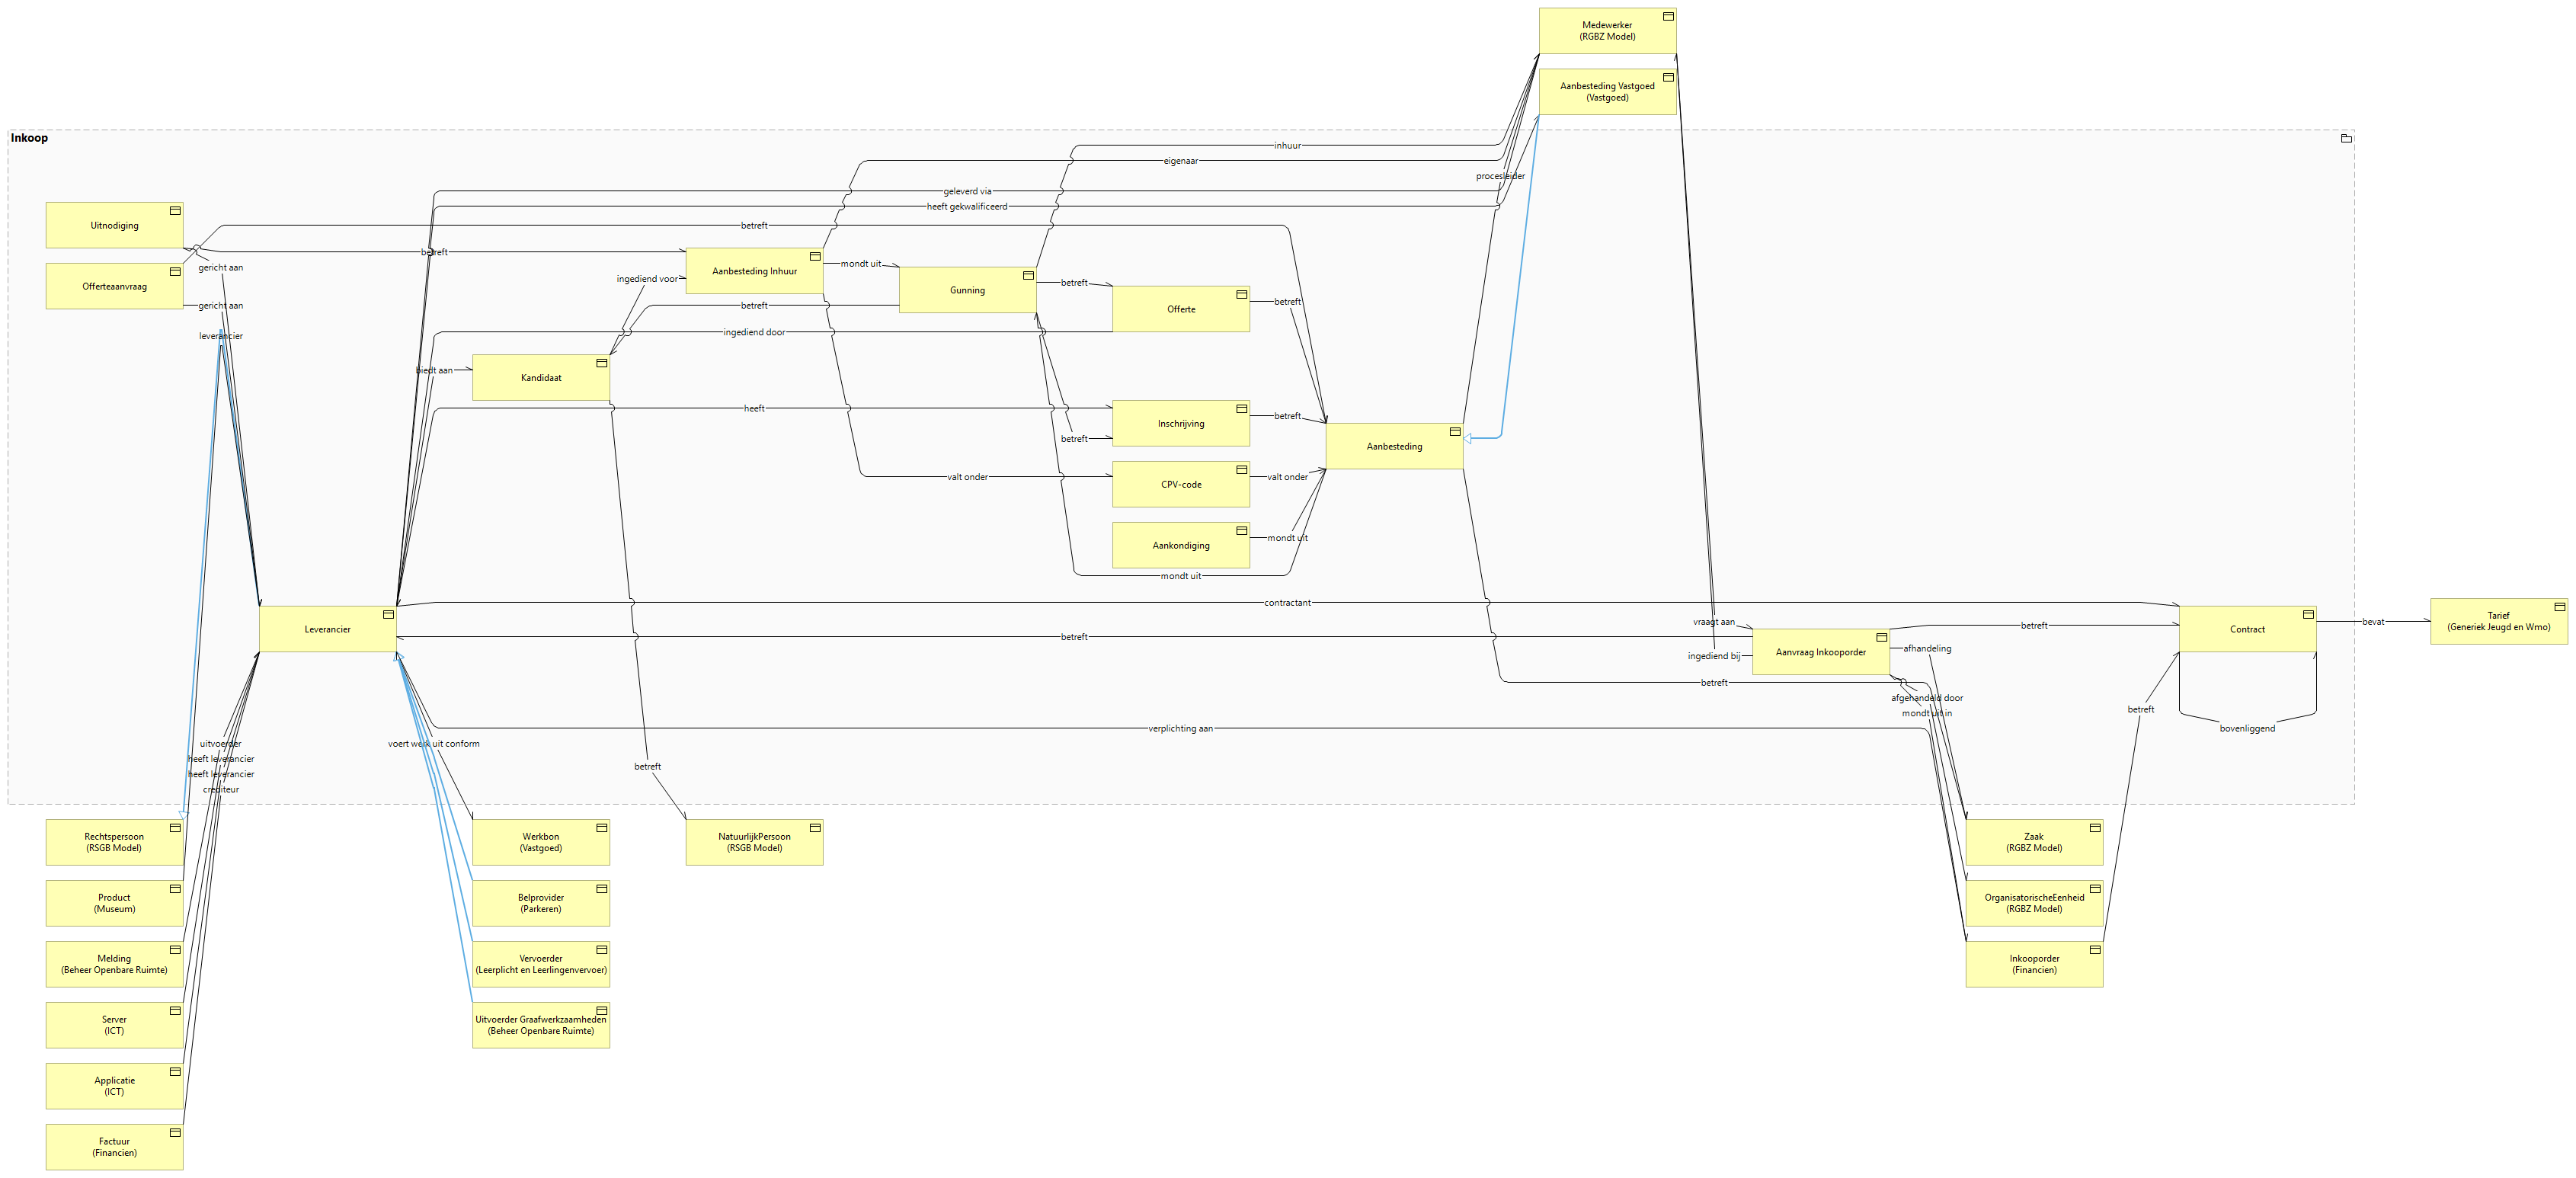 Medewerker
(RGBZ Model)
Aanbesteding Vastgoed
(Vastgoed)
Inkoop
inhuur
eigenaar
procesleider
geleverd via
heeft gekwalificeerd
Uitnodiging
betreft
betreft
gericht aan
Aanbesteding Inhuur
mondt uit
ingediend voor
Gunning
betreft
Offerteaanvraag
gericht aan
betreft
Offerte
betreft
leverancier
ingediend door
biedt aan
Kandidaat
heeft
Inschrijving
betreft
betreft
Aanbesteding
valt onder
CPV-code
valt onder
Aankondiging
mondt uit
mondt uit
contractant
Leverancier
betreft
vraagt aan
ingediend bij
Aanvraag Inkooporder
betreft
afhandeling
Contract
bevat
Tarief
(Generiek Jeugd en Wmo)
betreft
afgehandeld door
mondt uit in
betreft
bovenliggend
verplichting aan
uitvoerder
voert werk uit conform
heeft leverancier
heeft leverancier
crediteur
betreft
Rechtspersoon
(RSGB Model)
Werkbon
(Vastgoed)
NatuurlijkPersoon
(RSGB Model)
Zaak
(RGBZ Model)
Product
(Museum)
Belprovider
(Parkeren)
OrganisatorischeEenheid
(RGBZ Model)
Melding
(Beheer Openbare Ruimte)
Vervoerder
(Leerplicht en Leerlingenvervoer)
Inkooporder
(Financien)
Server
(ICT)
Uitvoerder Graafwerkzaamheden
(Beheer Openbare Ruimte)
Applicatie
(ICT)
Factuur
(Financien)